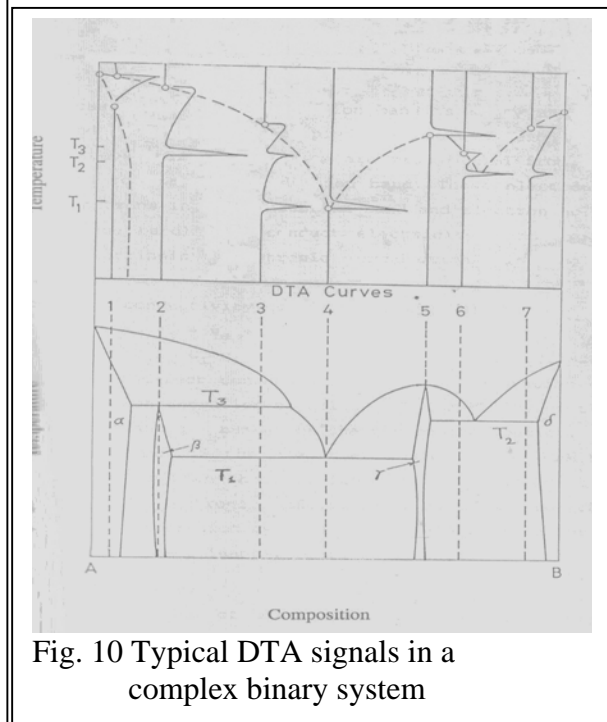 Temperature
T3
T2
T1
DTA Curves
1 2 3 4 5 6 7
T3
α
β
T1
γ
T2
δ
A B
Composition
Fig. 10 Typical DTA signals in a
complex binary system